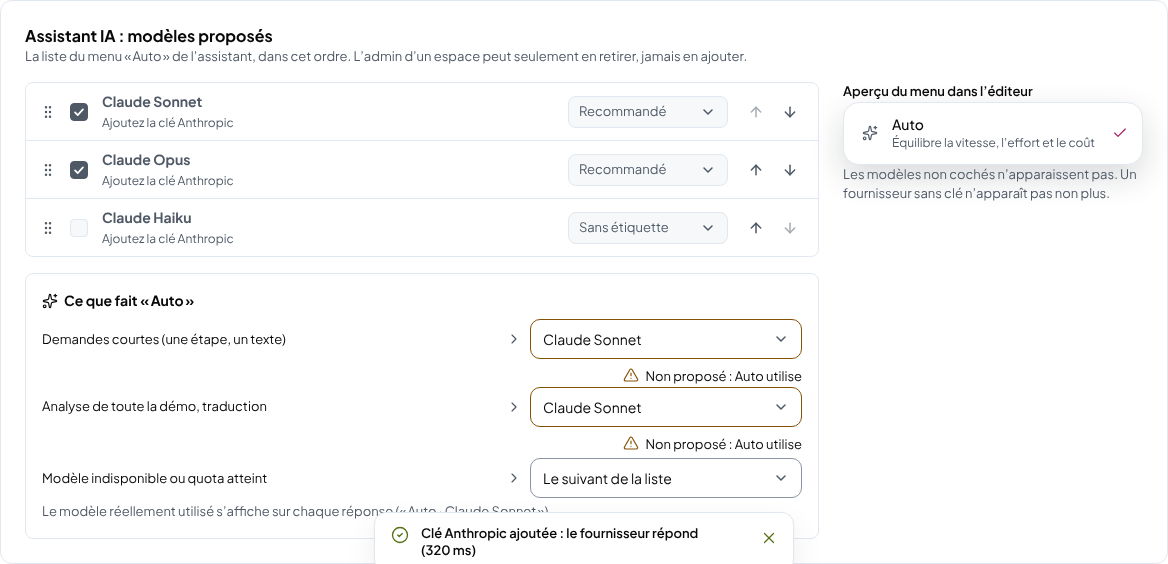 Assistant IA : modèles proposés
La liste du menu « Auto » de l’assistant, dans cet ordre. L’admin d’un espace peut seulement en retirer, jamais en ajouter.
Claude Sonnet
Ajoutez la clé Anthropic
Recommandé
Claude Opus
Ajoutez la clé Anthropic
Recommandé
Claude Haiku
Ajoutez la clé Anthropic
Sans étiquette
Aperçu du menu dans l’éditeur
Auto
Équilibre la vitesse, l’effort et le coût
Les modèles non cochés n’apparaissent pas. Un
fournisseur sans clé n’apparaît pas non plus.
Ce que fait « Auto »
Demandes courtes (une étape, un texte)
Claude Sonnet
Non proposé : Auto utilise
Analyse de toute la démo, traduction
Claude Sonnet
Non proposé : Auto utilise
Modèle indisponible ou quota atteint
Le suivant de la liste
Le modèle réellement utilisé s’affiche sur chaque réponse (« Auto · Claude Sonnet »)
Clé Anthropic ajoutée : le fournisseur répond
(320 ms)